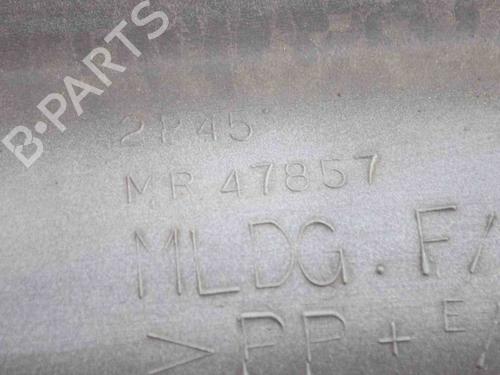 B-PARTS
2P45
MR 47857
MLDG. F/
>PP + E/